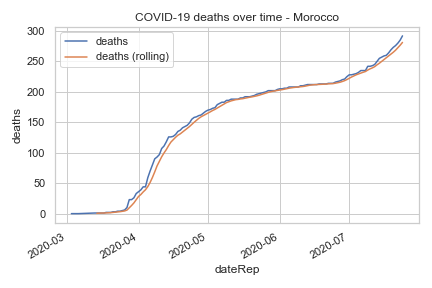 COVID-19 deaths over time - Morocco
deaths
deaths (rolling)
300
250
200
150
100
50
0
deaths
2020-03
2020-04
2020-05
2020-06
2020-07
dateRep